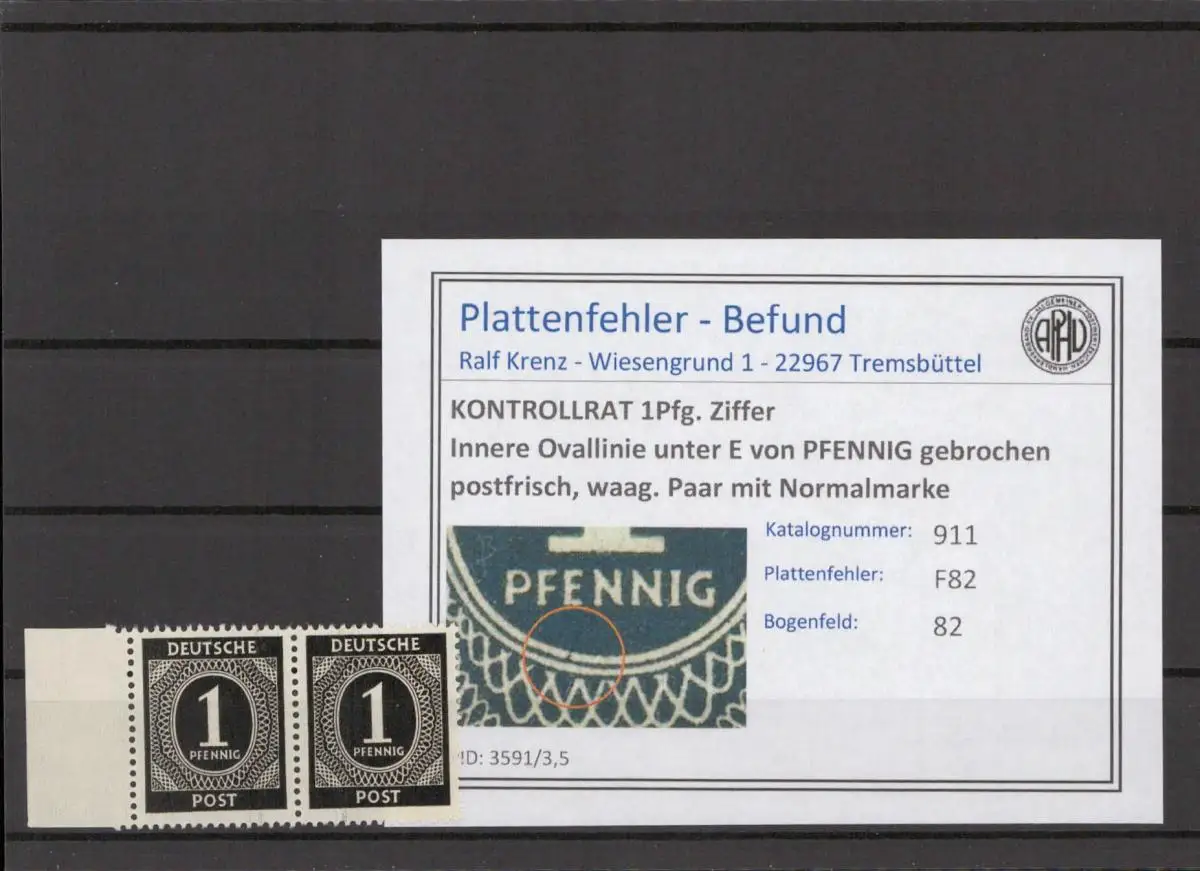 Plattenfehler - Befund
Ralf Krenz - Wiesengrund 1 - 22967 Tremsbüttel
APHV
KONTROLLRAT 1Pfg. Ziffer
Innere Ovallinie unter E von PFENNIG gebrochen
postfrisch, waag. Paar mit Normalmarke
PFENNIG
Katalognummer: 911
Plattenfehler: F82
Bogenfeld: 82
ID: 3591/3,5
DEUTSCHE
1
PFENNIG
POST
DEUTSCHE
1
PFENNIG
POST